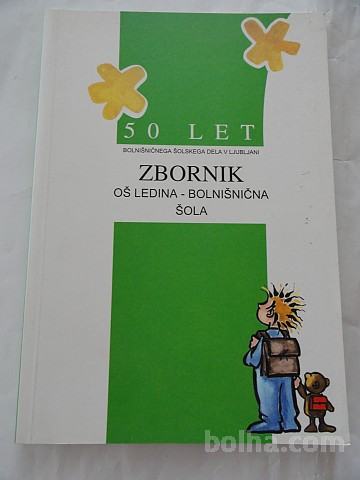 50 LET
BOLNIŠNIČNEGA ŠOLSKEGA DELA V LJUBLJANI
ZBORNIK
OŠ LEDINA - BOLNIŠNIČNA
ŠOLA
bolha.com